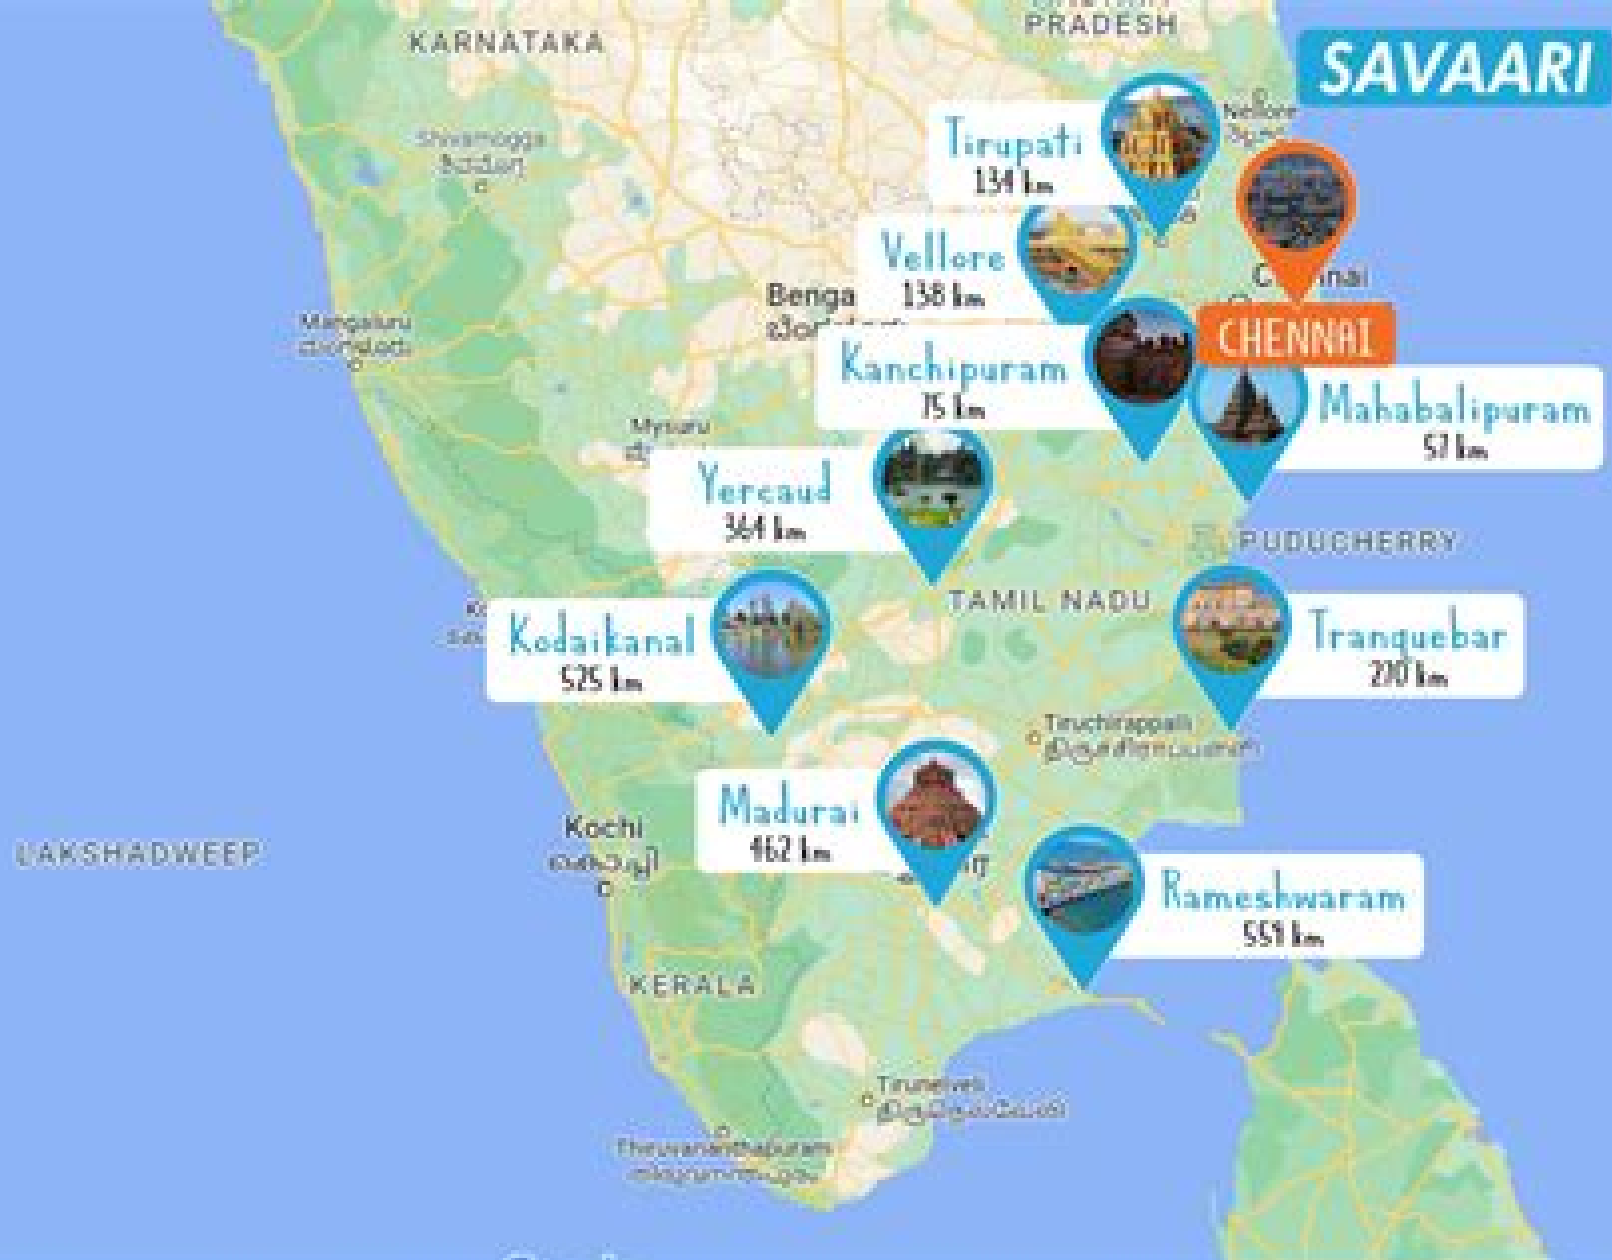 KARNATAKA
PRADESH
SAVAARI
Nellore
Tirupati
134 km
Shivamogga
Vellore
138 km
CHENNAI
Benga
Mangaluru
Kanchipuram
75 km
Mahabalipuram
57 km
Mysuru
Yercaud
364 km
PUDUCHERRY
TAMIL NADU
Kodaikanal
525 km
Tranquebar
270 km
Tiruchirappalli
Madurai
462 km
Kochi
കൊച്ചി
LAKSHADWEEP
Rameshwaram
559 km
KERALA
Tirunelveli
திருநெல்வேலி
Thiruvananthapuram